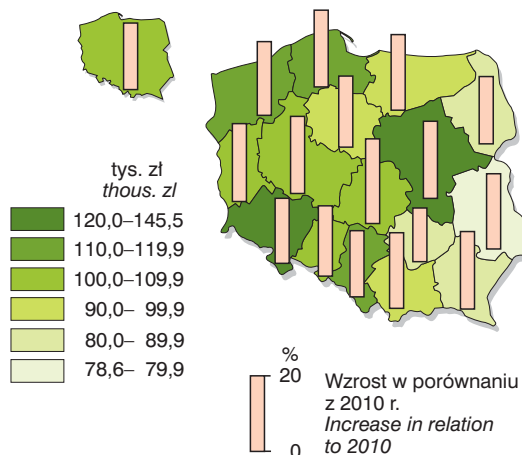 tys. zł
thous. zl
120,0–145,5
110,0–119,9
100,0–109,9
90,0– 99,9
80,0– 89,9
78,6– 79,9
%
20
0
Wzrost w porównaniu
z 2010 r.
Increase in relation
to 2010